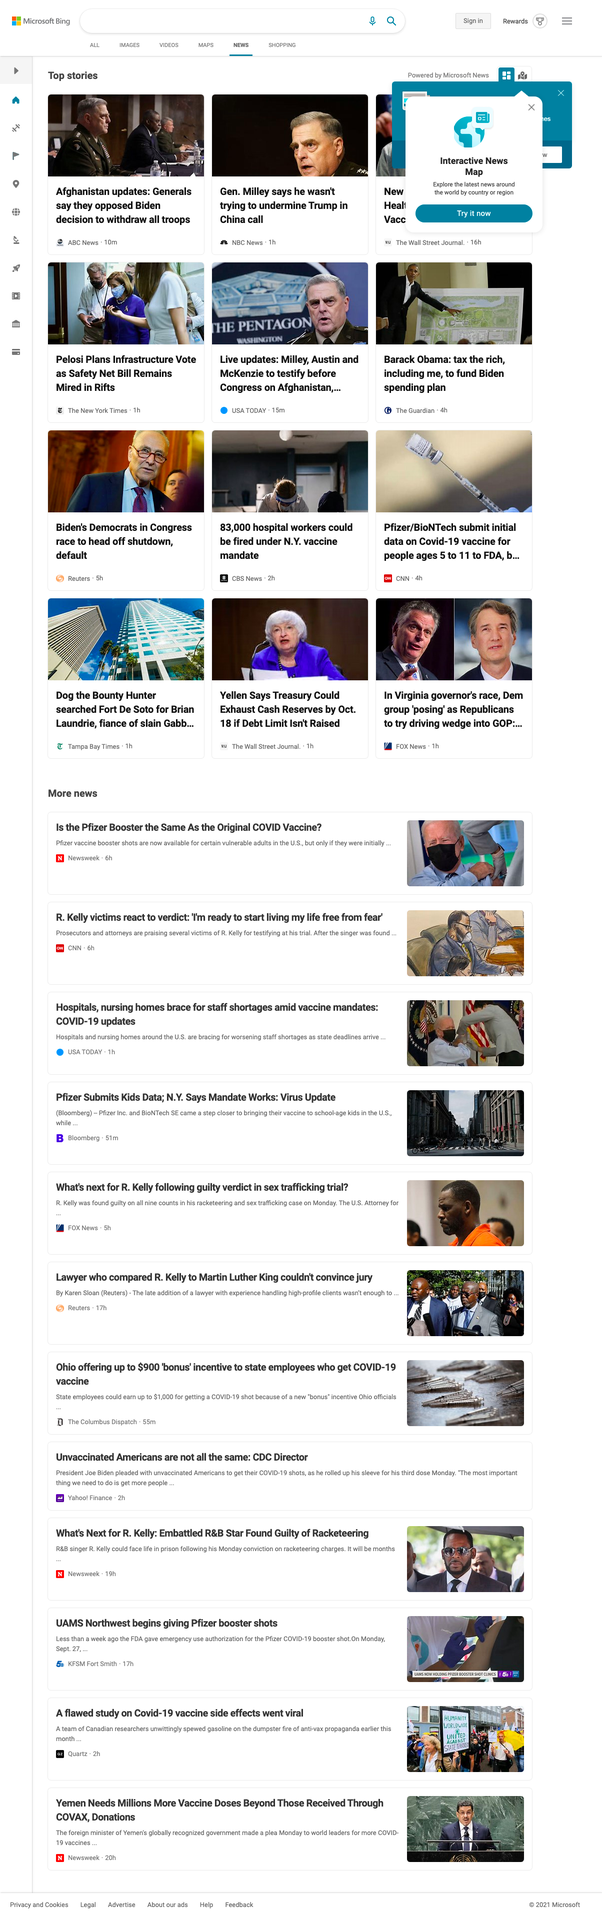 Microsoft Bing
Sign in
Rewards
ALL
IMAGES
VIDEOS
MAPS
NEWS
SHOPPING
Top stories
Powered by Microsoft News
Interactive News
Map
Explore the latest news around
the world by country or region
Try it now
Afghanistan updates: Generals
say they opposed Biden
decision to withdraw all troops
ABC News · 10m
Gen. Milley says he wasn't
trying to undermine Trump in
China call
NBC News · 1h
New
Healt
Vacc
The Wall Street Journal. · 16h
Pelosi Plans Infrastructure Vote
as Safety Net Bill Remains
Mired in Rifts
The New York Times · 1h
THE PENTAGON
WASHINGTON
Live updates: Milley, Austin and
McKenzie to testify before
Congress on Afghanistan,...
USA TODAY · 15m
Barack Obama: tax the rich,
including me, to fund Biden
spending plan
The Guardian · 4h
Biden's Democrats in Congress
race to head off shutdown,
default
Reuters · 5h
83,000 hospital workers could
be fired under N.Y. vaccine
mandate
CBS News · 2h
Pfizer/BioNTech submit initial
data on Covid-19 vaccine for
people ages 5 to 11 to FDA, b...
CNN · 4h
Dog the Bounty Hunter
searched Fort De Soto for Brian
Laundrie, fiance of slain Gabb...
Tampa Bay Times · 1h
Yellen Says Treasury Could
Exhaust Cash Reserves by Oct.
18 if Debt Limit Isn't Raised
The Wall Street Journal. · 1h
In Virginia governor's race, Dem
group 'posing' as Republicans
to try driving wedge into GOP:...
FOX News · 1h
More news
Is the Pfizer Booster the Same As the Original COVID Vaccine?
Pfizer vaccine booster shots are now available for certain vulnerable adults in the U.S., but only if they were initially ...
Newsweek · 6h
R. Kelly victims react to verdict: 'I'm ready to start living my life free from fear'
Prosecutors and attorneys are praising several victims of R. Kelly for testifying at his trial. After the singer was found ...
CNN · 6h
Hospitals, nursing homes brace for staff shortages amid vaccine mandates:
COVID-19 updates
Hospitals and nursing homes around the U.S. are bracing for worsening staff shortages as state deadlines arrive ...
USA TODAY · 1h
Pfizer Submits Kids Data; N.Y. Says Mandate Works: Virus Update
(Bloomberg) -- Pfizer Inc. and BioNTech SE came a step closer to bringing their vaccine to school-age kids in the U.S.,
while ...
Bloomberg · 51m
What's next for R. Kelly following guilty verdict in sex trafficking trial?
R. Kelly was found guilty on all nine counts in his racketeering and sex trafficking case on Monday. The U.S. Attorney for
...
FOX News · 5h
Lawyer who compared R. Kelly to Martin Luther King couldn't convince jury
By Karen Sloan (Reuters) - The late addition of a lawyer with experience handling high-profile clients wasn't enough to ...
Reuters · 17h
Ohio offering up to $900 'bonus' incentive to state employees who get COVID-19
vaccine
State employees could earn up to $1,000 for getting a COVID-19 shot because of a new "bonus" incentive Ohio officials
...
The Columbus Dispatch · 55m
Unvaccinated Americans are not all the same: CDC Director
President Joe Biden pleaded with unvaccinated Americans to get their COVID-19 shots, as he rolled up his sleeve for his third dose Monday. "The most important
thing we need to do is get more people ...
Yahoo! Finance · 2h
What's Next for R. Kelly: Embattled R&B Star Found Guilty of Racketeering
R&B singer R. Kelly could face life in prison following his Monday conviction on racketeering charges. It will be months
...
Newsweek · 19h
UAMS Northwest begins giving Pfizer booster shots
Less than a week ago the FDA gave emergency use authorization for the Pfizer COVID-19 booster shot.On Monday,
Sept. 27, ...
KFSM Fort Smith · 17h
UAMS NOW HOLDING PFIZER BOOSTER SHOT CLINICS
A flawed study on Covid-19 vaccine side effects went viral
A team of Canadian researchers unwittingly spewed gasoline on the dumpster fire of anti-vax propaganda earlier this
month ...
Quartz · 2h
Yemen Needs Millions More Vaccine Doses Beyond Those Received Through
COVAX, Donations
The foreign minister of Yemen's globally recognized government made a plea Monday to world leaders for more COVID-
19 vaccines ...
Newsweek · 20h
Privacy and Cookies
Legal
Advertise
About our ads
Help
Feedback
© 2021 Microsoft